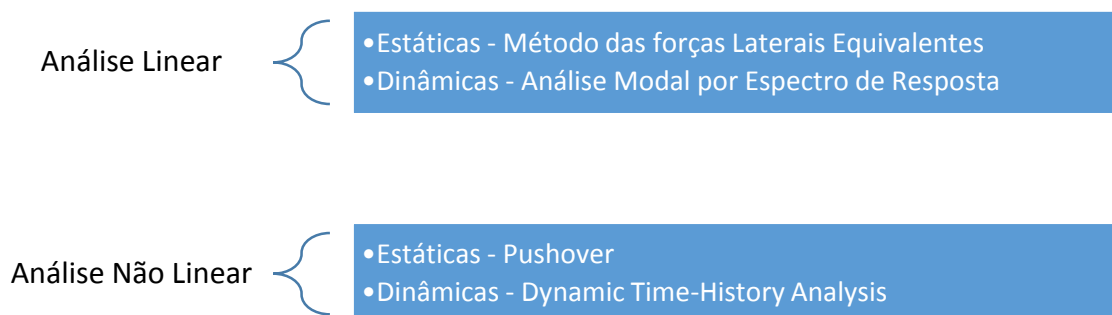 Análise Linear
•Estáticas - Método das forças Laterais Equivalentes
•Dinâmicas - Análise Modal por Espectro de Resposta
Análise Não Linear
•Estáticas - Pushover
•Dinâmicas - Dynamic Time-History Analysis